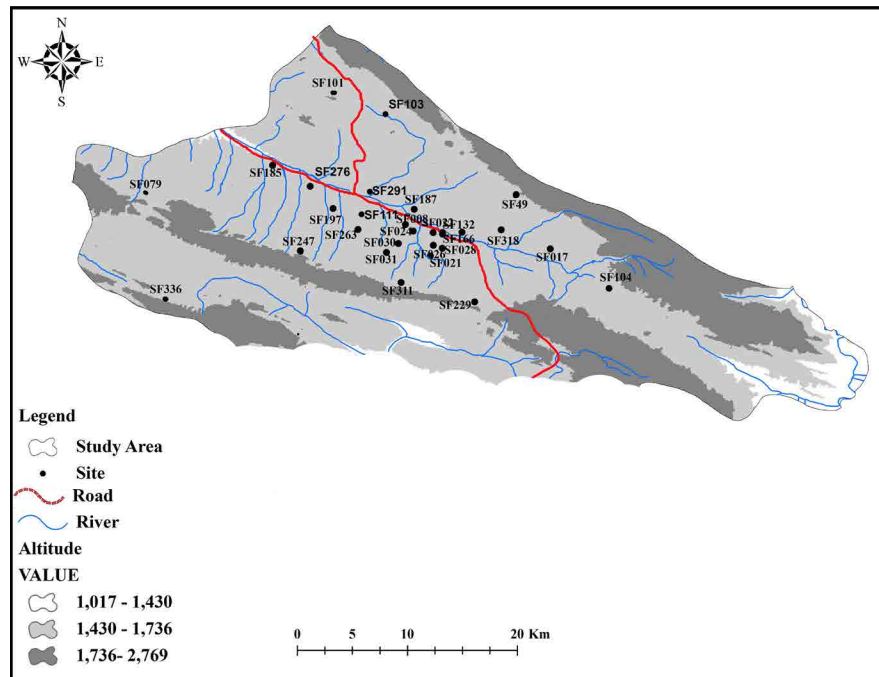 N
W E
S
SF101
SF103
SF185
SF276
SF079
SF291
SF187
SF49
SF197
SF111
SF008
SF132
SF263
SF024
SF166
SF318
SF247
SF030
SF028
SF017
SF031
SF026
SF021
SF104
SF336
SF311
SF229
Legend
Study Area
Site
Road
River
Altitude
VALUE
1,017 - 1,430
1,430 - 1,736
1,736- 2,769
0 5 10 20 Km